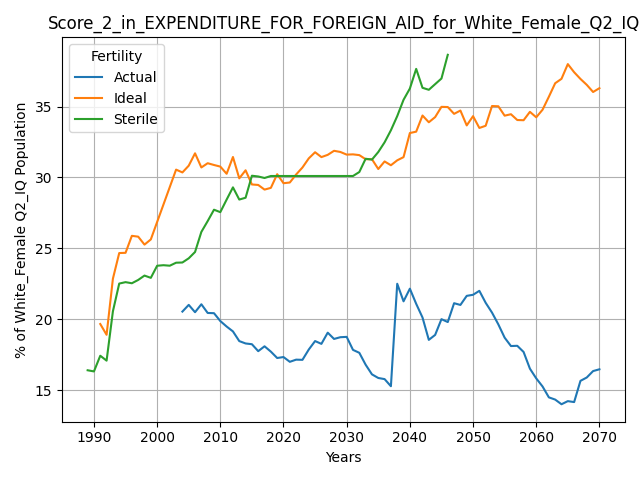 Score_2_in_EXPENDITURE_FOR_FOREIGN_AID_for_White_Female_Q2_IQ
Fertility
Actual
Ideal
Sterile
% of White_Female Q2_IQ Population
35
30
25
20
15
1990 2000 2010 2020 2030 2040 2050 2060 2070
Years